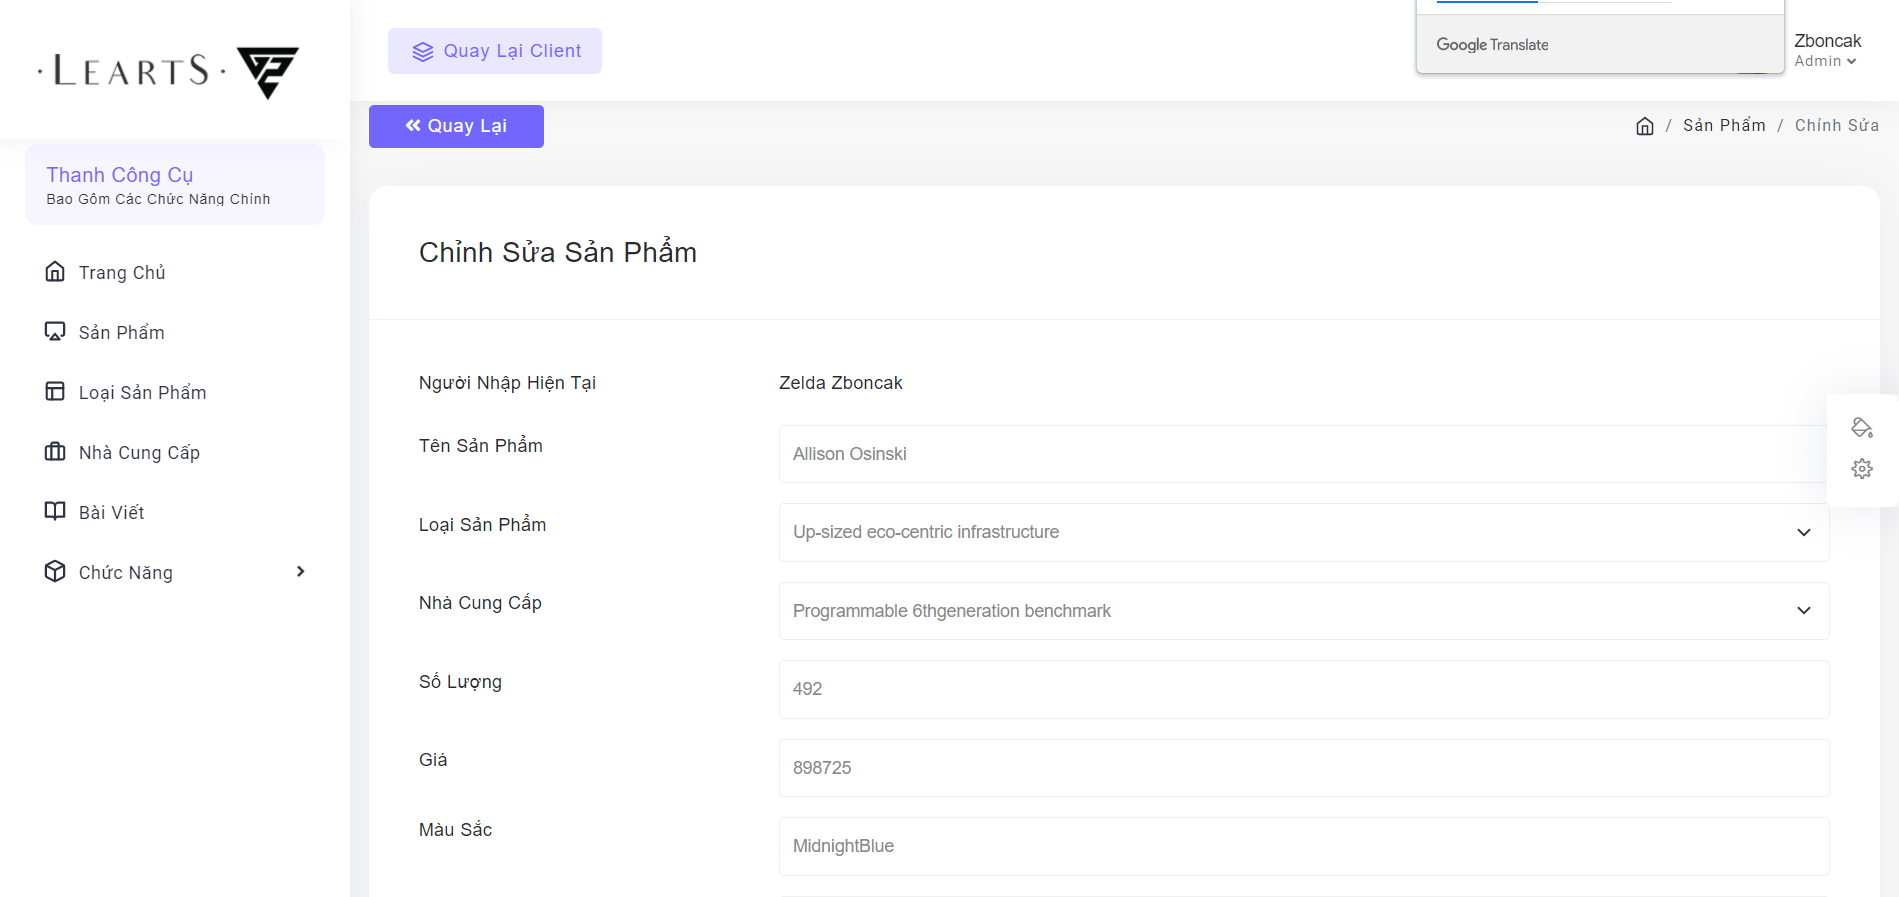 · LEARTS ·
Quay Lại Client
Google Translate
Zboncak
Admin
Quay Lại
/ Sản Phẩm / Chỉnh Sửa
Thanh Công Cụ
Bao Gồm Các Chức Năng Chính
Trang Chủ
Sản Phẩm
Loại Sản Phẩm
Nhà Cung Cấp
Bài Viết
Chức Năng
Chỉnh Sửa Sản Phẩm
Người Nhập Hiện Tại
Zelda Zboncak
Tên Sản Phẩm
Allison Osinski
Loại Sản Phẩm
Up-sized eco-centric infrastructure
Nhà Cung Cấp
Programmable 6thgeneration benchmark
Số Lượng
492
Giá
898725
Màu Sắc
MidnightBlue